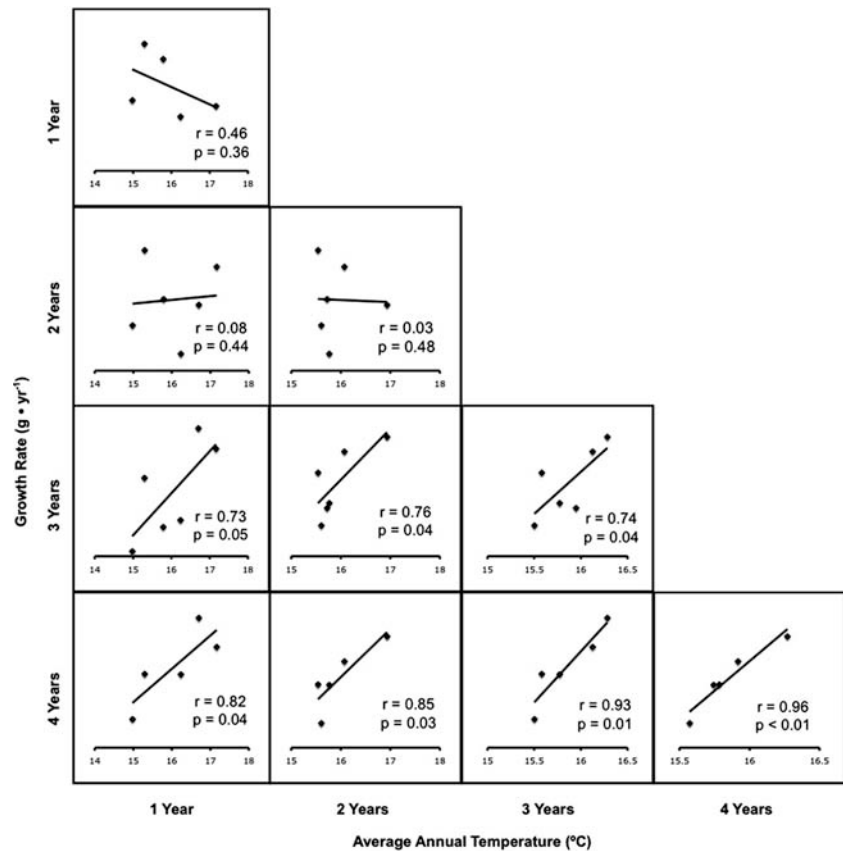 1 Year
r = 0.46
p = 0.36
14 15 16 17 18
2 Years
r = 0.08
p = 0.44
14 15 16 17 18
r = 0.03
p = 0.48
15 16 17 18
Growth Rate (g • yr⁻¹)
3 Years
r = 0.73
p = 0.05
14 15 16 17 18
r = 0.76
p = 0.04
15 16 17 18
r = 0.74
p = 0.04
15 15.5 16 16.5
4 Years
r = 0.82
p = 0.04
14 15 16 17 18
r = 0.85
p = 0.03
15 16 17 18
r = 0.93
p = 0.01
15 15.5 16 16.5
r = 0.96
p < 0.01
15.5 16 16.5
1 Year 2 Years 3 Years 4 Years
Average Annual Temperature (ºC)